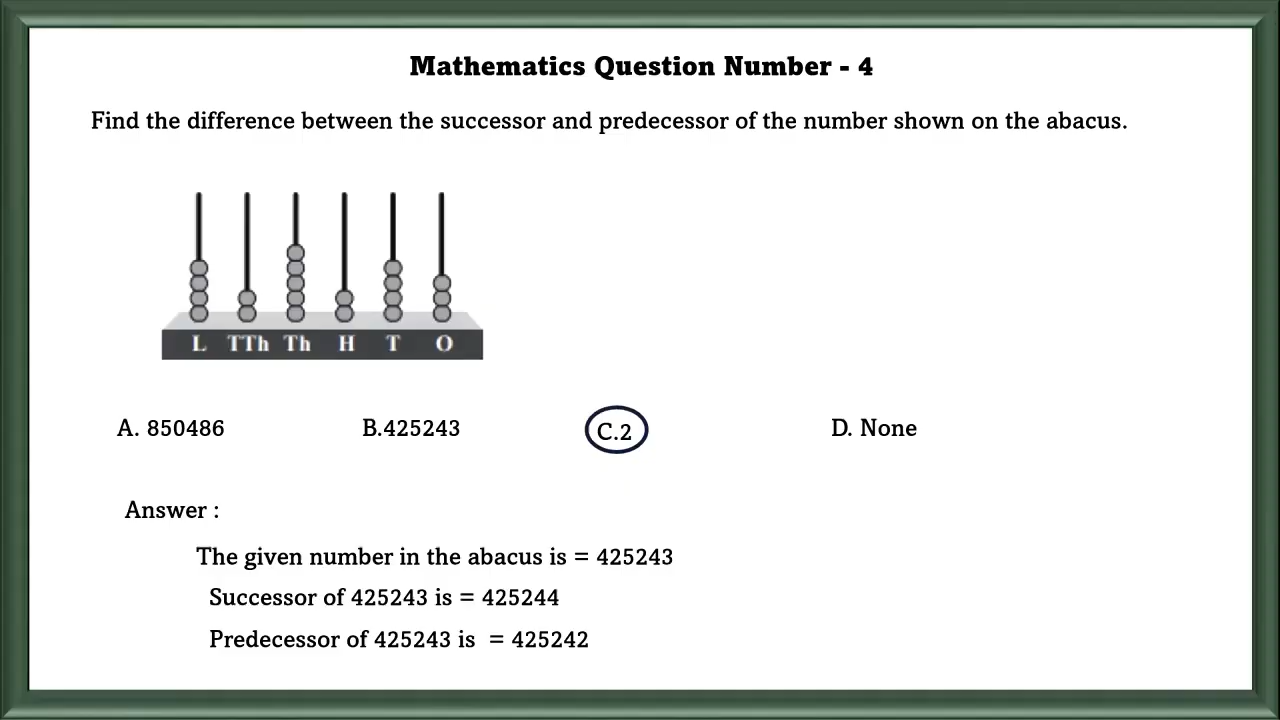 Mathematics Question Number - 4
Find the difference between the successor and predecessor of the number shown on the abacus.
L TTh Th H T O
A. 850486 B.425243 C.2 D. None
Answer :
The given number in the abacus is = 425243
Successor of 425243 is = 425244
Predecessor of 425243 is = 425242